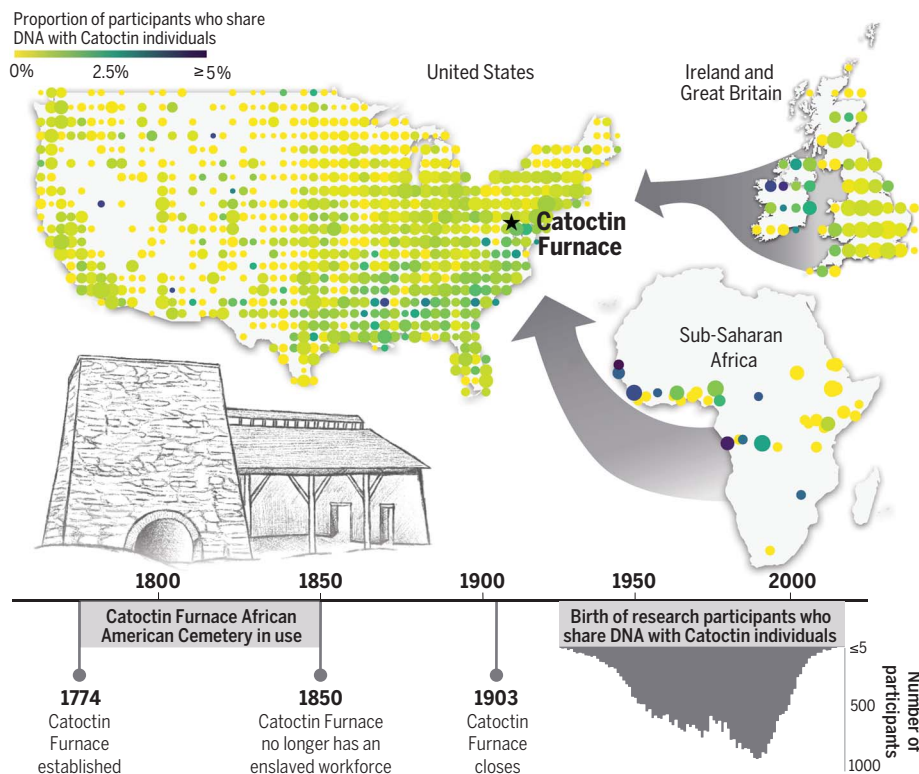 Proportion of participants who share
DNA with Catoctin individuals
0%
2.5%
≥5%
United States
Ireland and
Great Britain
Catoctin
Furnace
Sub-Saharan
Africa
1800
1850
1900
1950
2000
Catoctin Furnace African
American Cemetery in use
Birth of research participants who
share DNA with Catoctin individuals
1774
Catoctin
Furnace
established
1850
Catoctin Furnace
no longer has an
enslaved workforce
1903
Catoctin
Furnace
closes
≤5
500
1000
Number of
participants